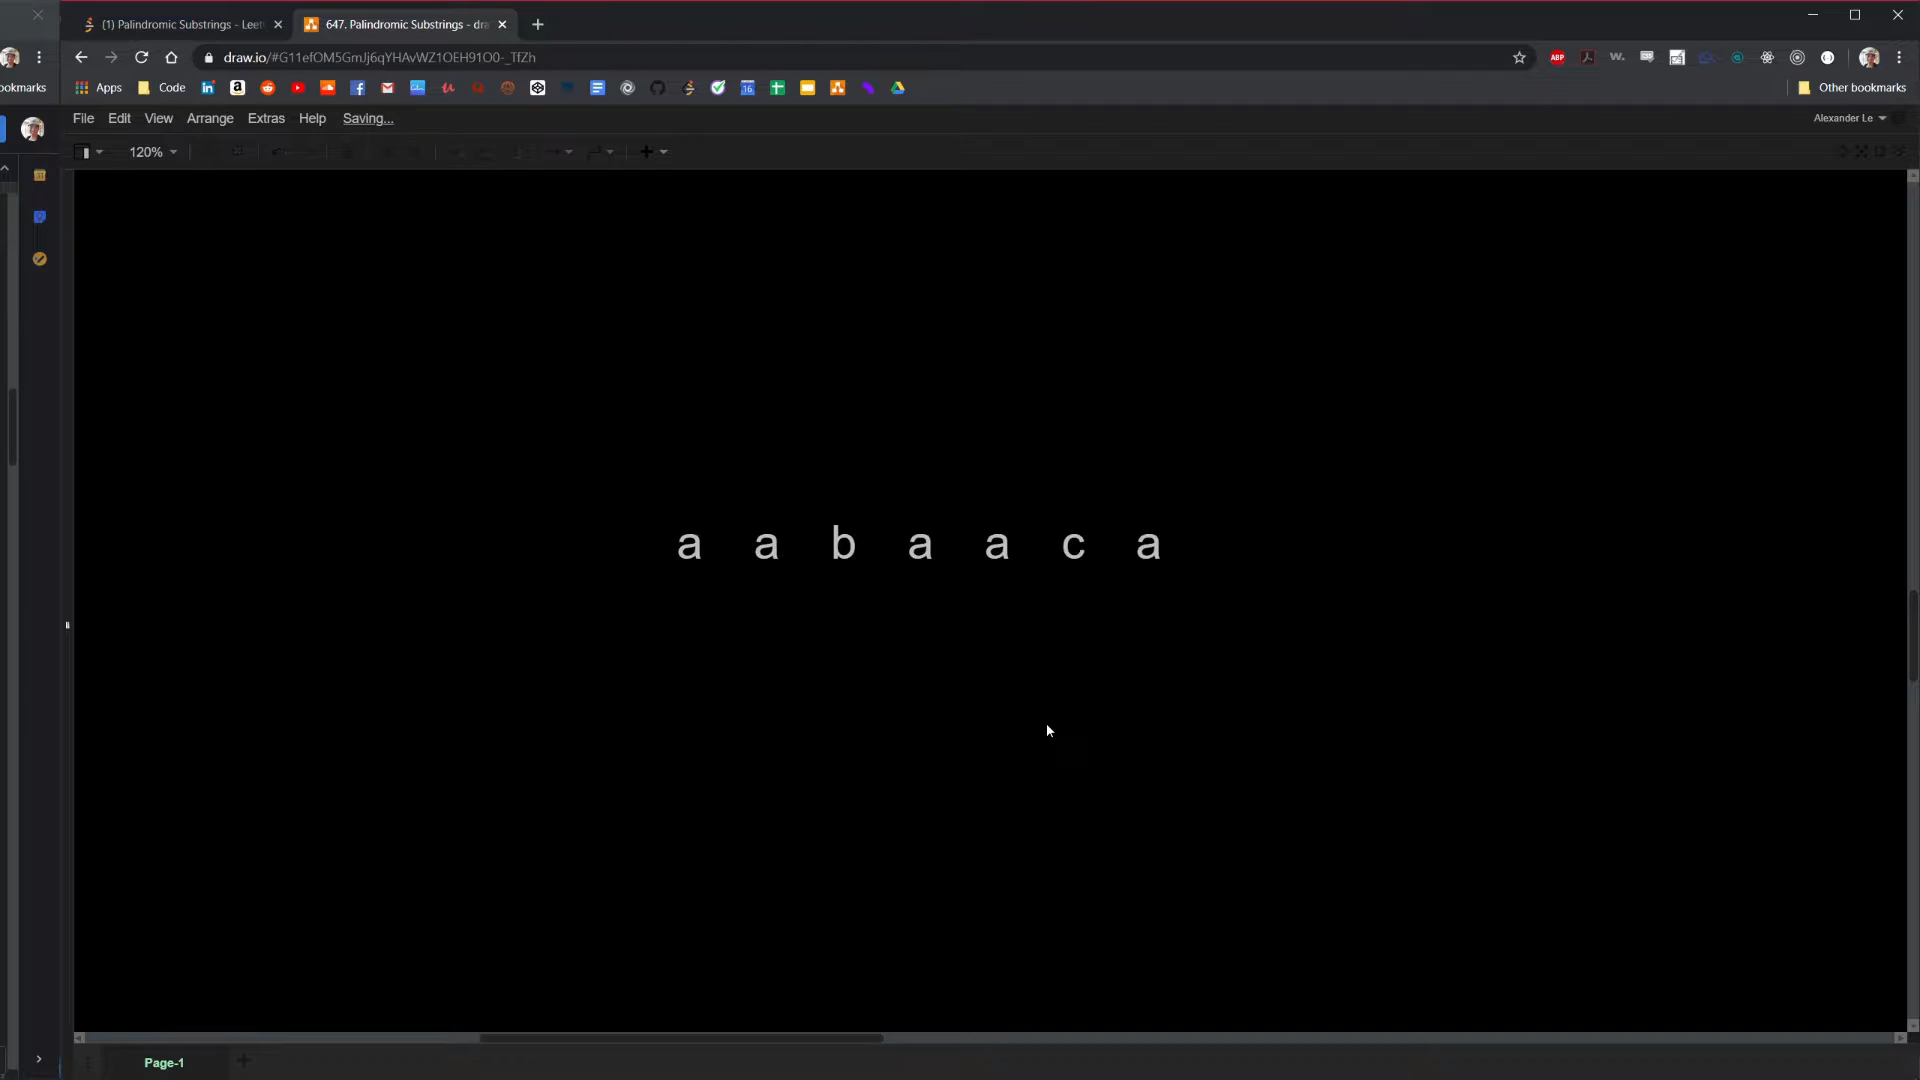 (1) Palindromic Substrings - Leet
647. Palindromic Substrings - dra
draw.io/#G11efOM5GmJj6qYHAvWZ1OEH91O0-_TfZh
ookmarks
Apps
Code
Other bookmarks
File Edit View Arrange Extras Help Saving...
Alexander Le
120%
a a b a a c a
Page-1